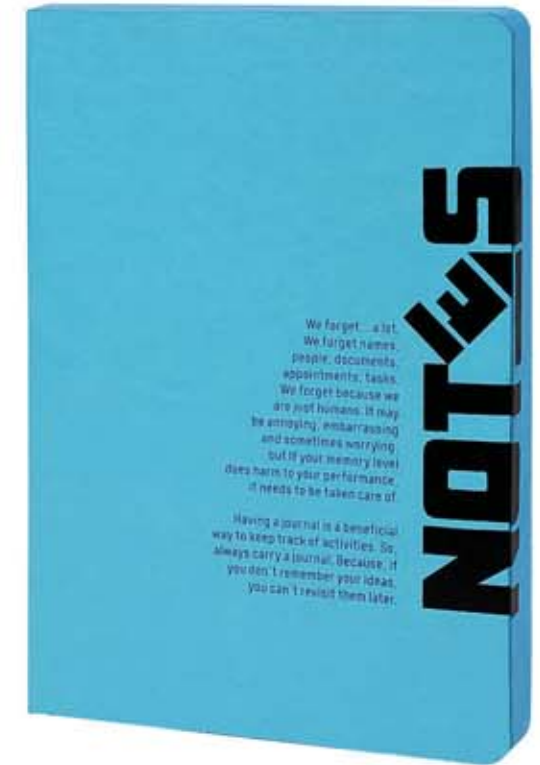 We forget... a lot.
We forget names,
people, documents,
appointments, tasks.
We forget because we
are just humans. It may
be annoying, embarrassing
and sometimes worrying.
but if your memory level
does harm to your performance,
it needs to be taken care of.
Having a journal is a beneficial
way to keep track of activities. So,
always carry a journal. Because, if
you don't remember your ideas,
you can't revisit them later.
NOTES